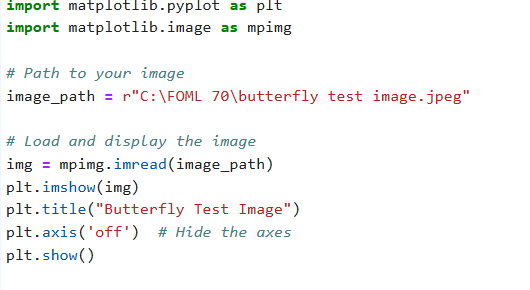 import matplotlib.pyplot as plt
import matplotlib.image as mpimg
# Path to your image
image_path = r"C:\FOML 70\butterfly test image.jpeg"
# Load and display the image
img = mpimg.imread(image_path)
plt.imshow(img)
plt.title("Butterfly Test Image")
plt.axis('off')  # Hide the axes
plt.show()